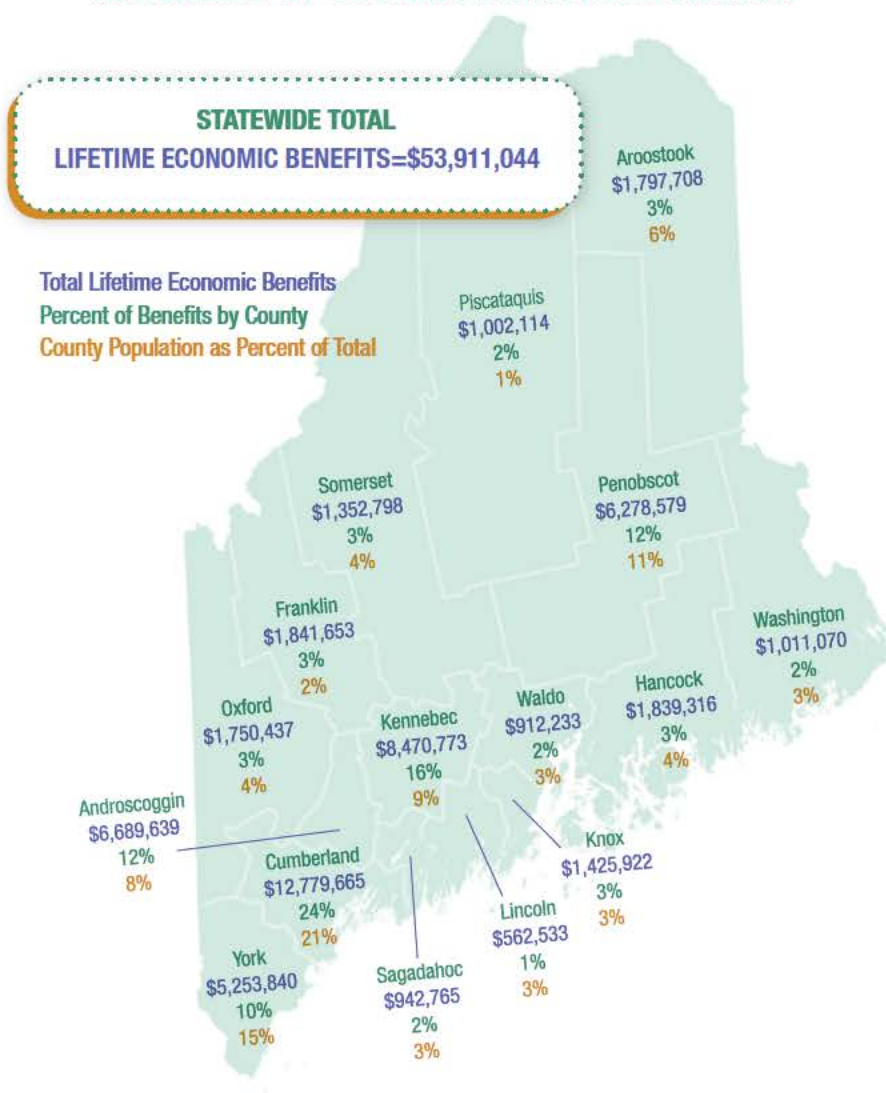 STATEWIDE TOTAL
LIFETIME ECONOMIC BENEFITS=$53,911,044
Total Lifetime Economic Benefits
Percent of Benefits by County
County Population as Percent of Total
Aroostook
$1,797,708
3%
6%
Piscataquis
$1,002,114
2%
1%
Somerset
$1,352,798
3%
4%
Penobscot
$6,278,579
12%
11%
Franklin
$1,841,653
3%
2%
Washington
$1,011,070
2%
3%
Oxford
$1,750,437
3%
4%
Kennebec
$8,470,773
16%
9%
Waldo
$912,233
2%
3%
Hancock
$1,839,316
3%
4%
Androscoggin
$6,689,639
12%
8%
Cumberland
$12,779,665
24%
21%
Knox
$1,425,922
3%
3%
Lincoln
$562,533
1%
3%
York
$5,253,840
10%
15%
Sagadahoc
$942,765
2%
3%